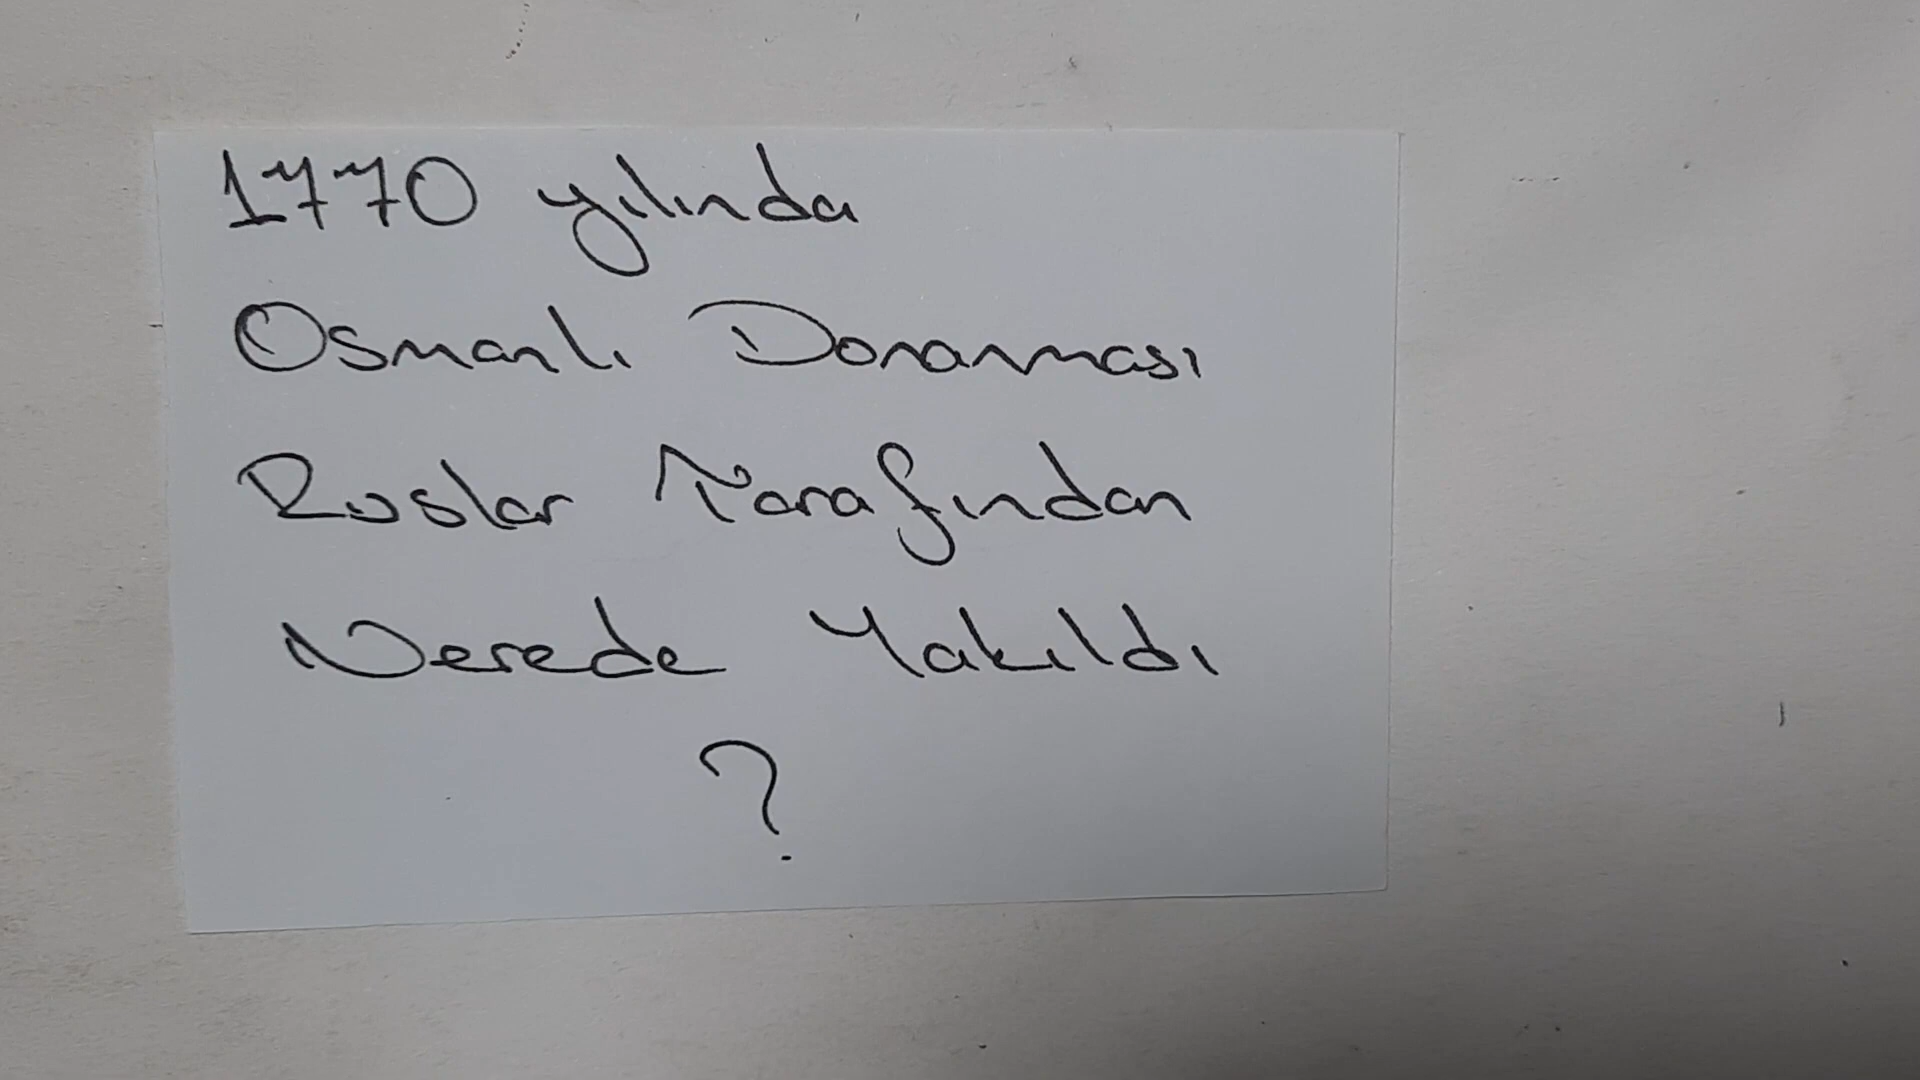 1770 yılında
Osmanlı Donanması
Ruslar Tarafından
Nerede Yakıldı
?